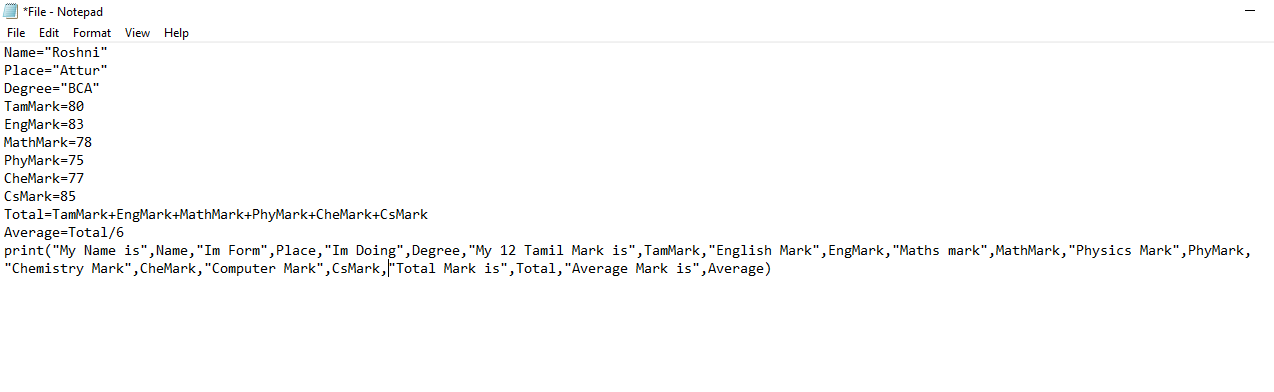 *File - Notepad
File Edit Format View Help
Name="Roshni"
Place="Attur"
Degree="BCA"
TamMark=80
EngMark=83
MathMark=78
PhyMark=75
CheMark=77
CsMark=85
Total=TamMark+EngMark+MathMark+PhyMark+CheMark+CsMark
Average=Total/6
print("My Name is",Name,"Im Form",Place,"Im Doing",Degree,"My 12 Tamil Mark is",TamMark,"English Mark",EngMark,"Maths mark",MathMark,"Physics Mark",PhyMark,
"Chemistry Mark",CheMark,"Computer Mark",CsMark,"Total Mark is",Total,"Average Mark is",Average)